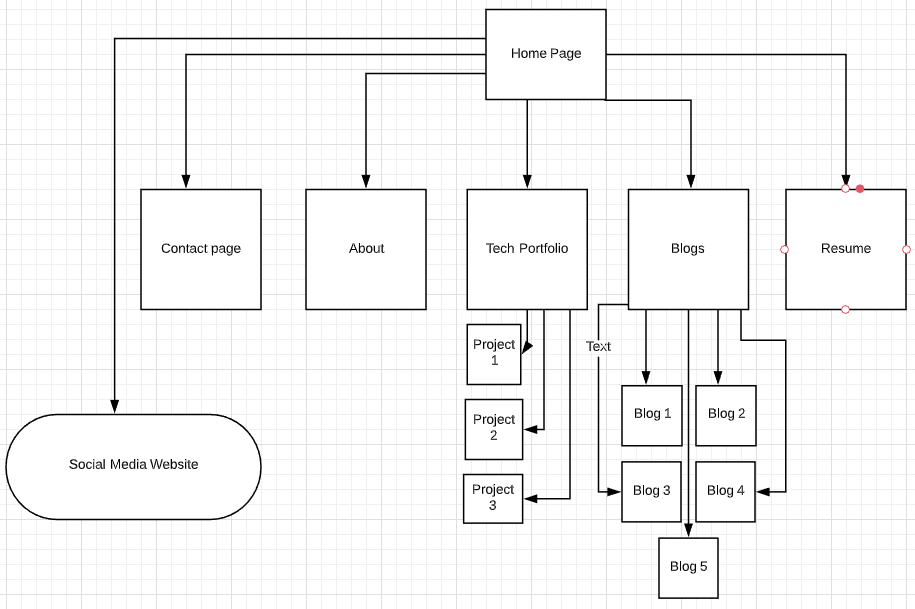 Home Page
Contact page
About
Tech Portfolio
Blogs
Resume
Project
1
Text
Project
2
Blog 1
Blog 2
Social Media Website
Project
3
Blog 3
Blog 4
Blog 5